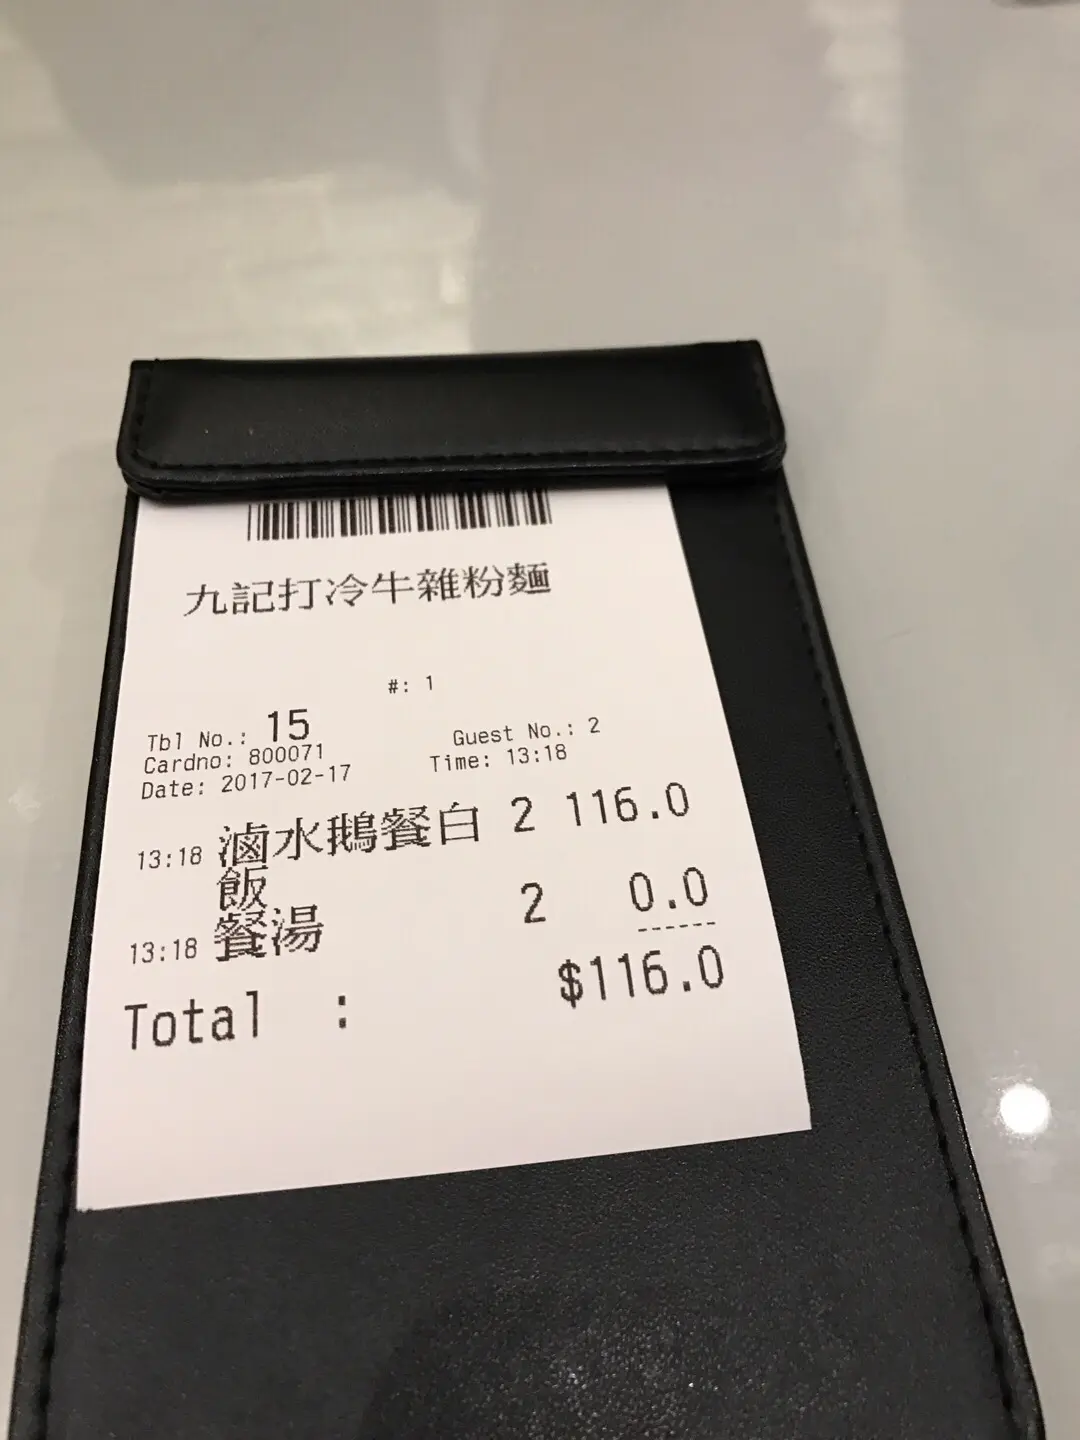 九記打冷牛雜粉麵
#: 1
Tbl No.: 15 Guest No.: 2
Cardno: 800071 Time: 13:18
Date: 2017-02-17
13:18 滷水鵝餐白 2 116.0
飯
13:18 餐湯 2 0.0
------
Total : $116.0